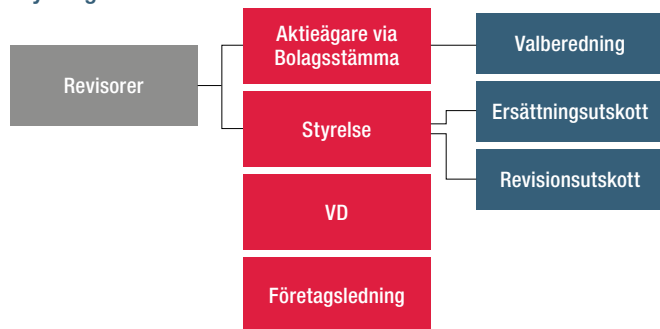 Aktieägare via
Bolagsstämma
Valberedning
Revisorer
Ersättningsutskott
Styrelse
Revisionsutskott
VD
Företagsledning